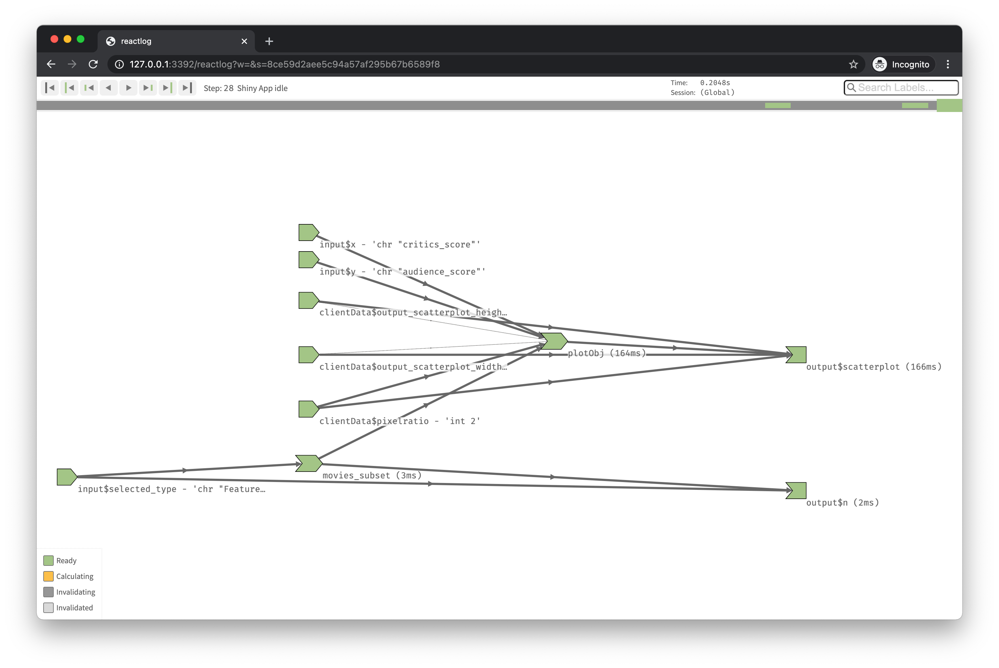 reactlog
127.0.0.1:3392/reactlog?w=&s=8ce59d2aee5c94a57af295b67b6589f8
Incognito
Step: 28 Shiny App idle
Time: 0.2048s
Session: (Global)
Search Labels...
input$x - 'chr "critics_score"'
input$y - 'chr "audience_score"'
clientData$output_scatterplot_heigh…
plotObj (164ms)
clientData$output_scatterplot_width…
output$scatterplot (166ms)
clientData$pixelratio - 'int 2'
movies_subset (3ms)
input$selected_type - 'chr "Feature…
output$n (2ms)
Ready
Calculating
Invalidating
Invalidated